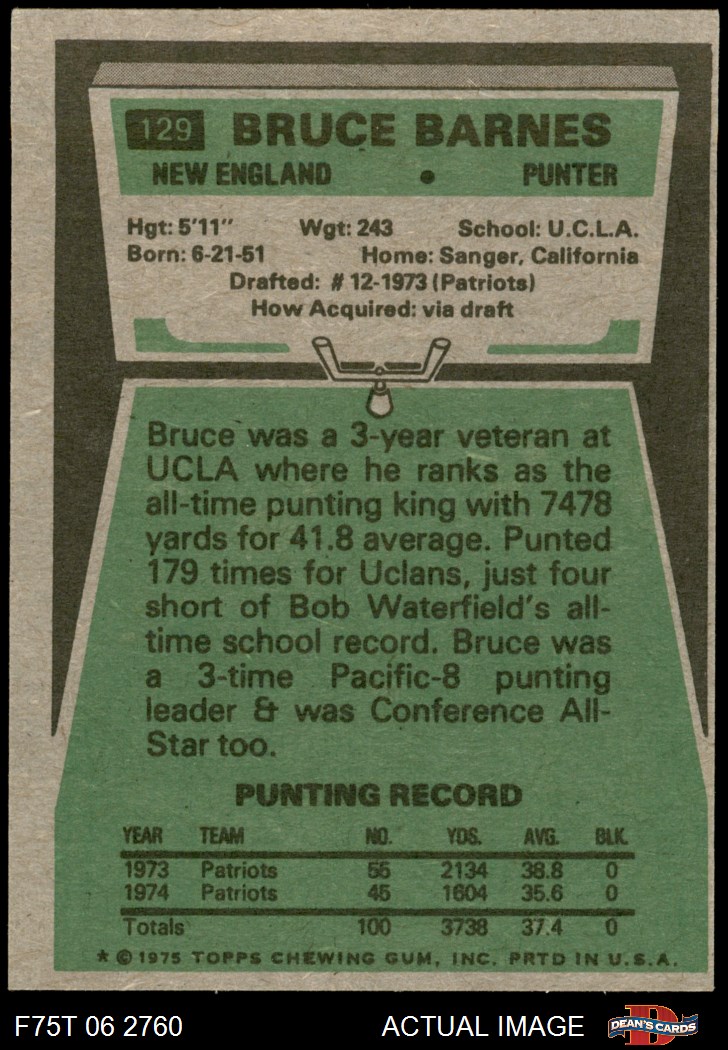 129 BRUCE BARNES
NEW ENGLAND • PUNTER
Hgt: 5'11" Wgt: 243 School: U.C.L.A.
Born: 6-21-51 Home: Sanger, California
Drafted: # 12-1973 (Patriots)
How Acquired: via draft
Bruce was a 3-year veteran at
UCLA where he ranks as the
all-time punting king with 7478
yards for 41.8 average. Punted
179 times for Uclans, just four
short of Bob Waterfield's all-
time school record. Bruce was
a 3-time Pacific-8 punting
leader & was Conference All-
Star too.
PUNTING RECORD
YEAR TEAM NO. YDS. AVG. BLK.
1973 Patriots 55 2134 38.8 0
1974 Patriots 45 1604 35.6 0
Totals 100 3738 37.4 0
* © 1975 TOPPS CHEWING GUM, INC. PRTD IN U.S.A.
F75T 06 2760 ACTUAL IMAGE D DEAN'S CARDS